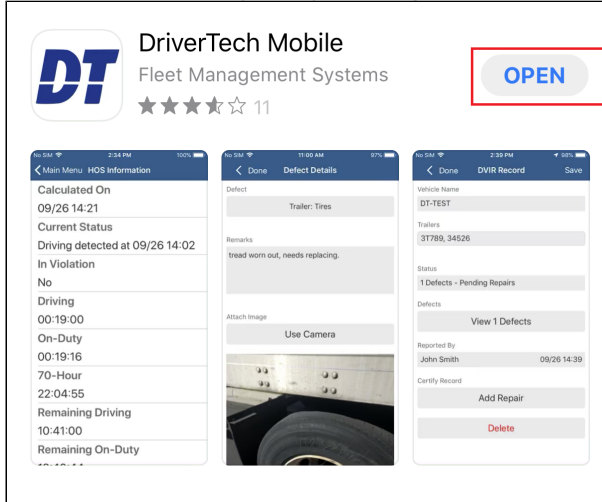 DT
DriverTech Mobile
Fleet Management Systems
11
OPEN
No SIM 2:34 PM 100%
Main Menu HOS Information
Calculated On
09/26 14:21
Current Status
Driving detected at 09/26 14:02
In Violation
No
Driving
00:19:00
On-Duty
00:19:16
70-Hour
22:04:55
Remaining Driving
10:41:00
Remaining On-Duty
No SIM 11:00 AM 97%
Done Defect Details
Defect
Trailer: Tires
Remarks
tread worn out, needs replacing.
Attach Image
Use Camera
No SIM 2:39 PM 98%
Done DVIR Record Save
Vehicle Name
DT-TEST
Trailers
3T789, 34526
Status
1 Defects - Pending Repairs
Defects
View 1 Defects
Reported By
John Smith 09/26 14:39
Certify Record
Add Repair
Delete